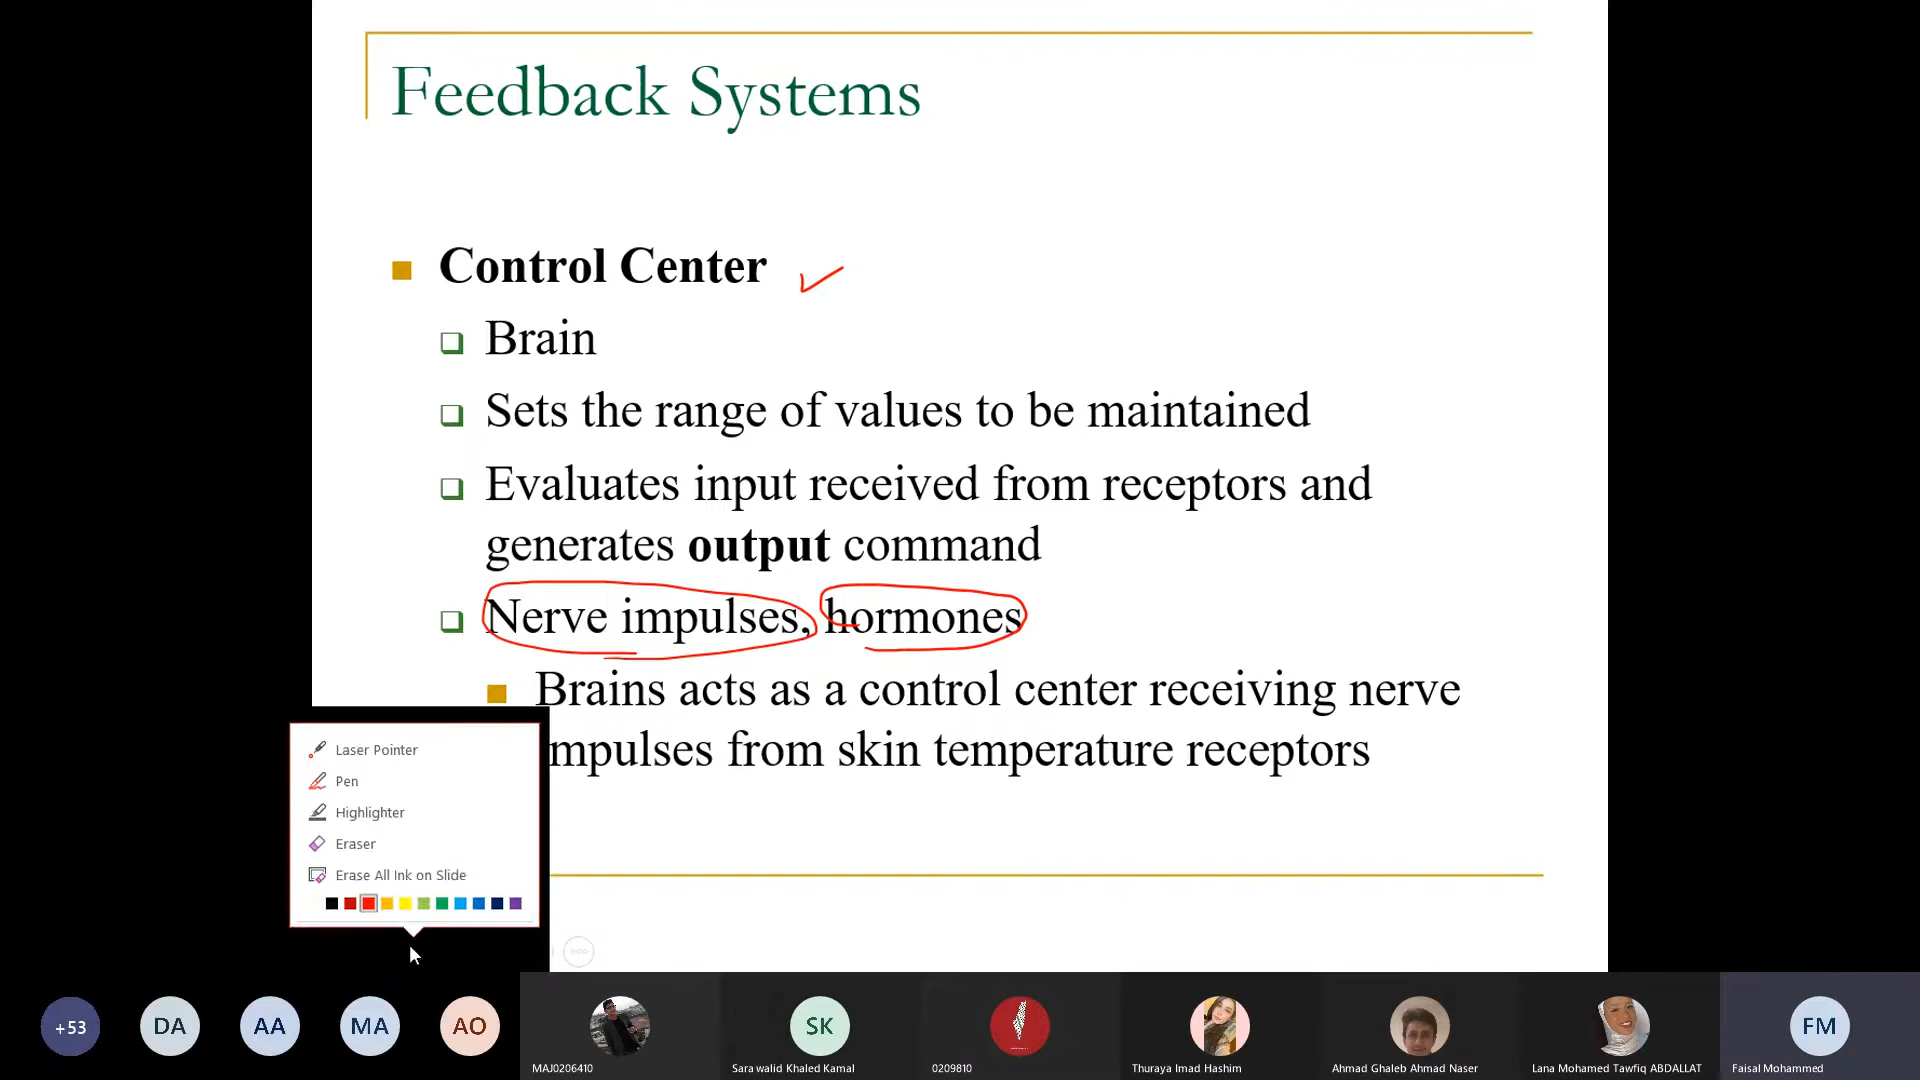 Feedback Systems
Control Center
Brain
Sets the range of values to be maintained
Evaluates input received from receptors and
generates output command
Nerve impulses, hormones
Brains acts as a control center receiving nerve
mpulses from skin temperature receptors
Laser Pointer
Pen
Highlighter
Eraser
Erase All Ink on Slide
+53
DA
AA
MA
AO
SK
FM
MAJ0206410
Sara walid Khaled Kamal
0209810
Thuraya Imad Hashim
Ahmad Ghaleb Ahmad Naser
Lana Mohamed Tawfiq ABDALLAT
Faisal Mohammed